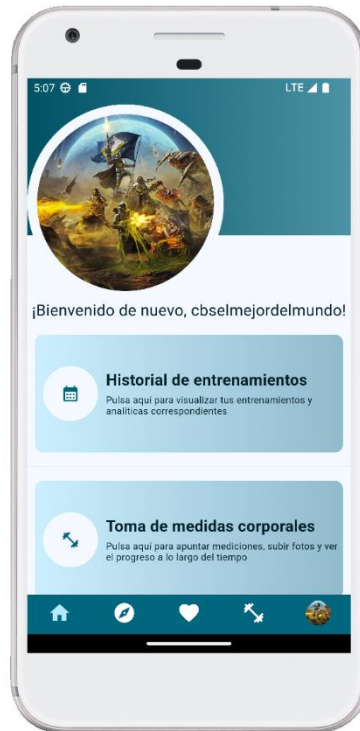 5:07 LTE
¡Bienvenido de nuevo, cbselmejordelmundo!
Historial de entrenamientos
Pulsa aquí para visualizar tus entrenamientos y
analíticas correspondientes
Toma de medidas corporales
Pulsa aquí para apuntar mediciones, subir fotos y ver
el progreso a lo largo del tiempo